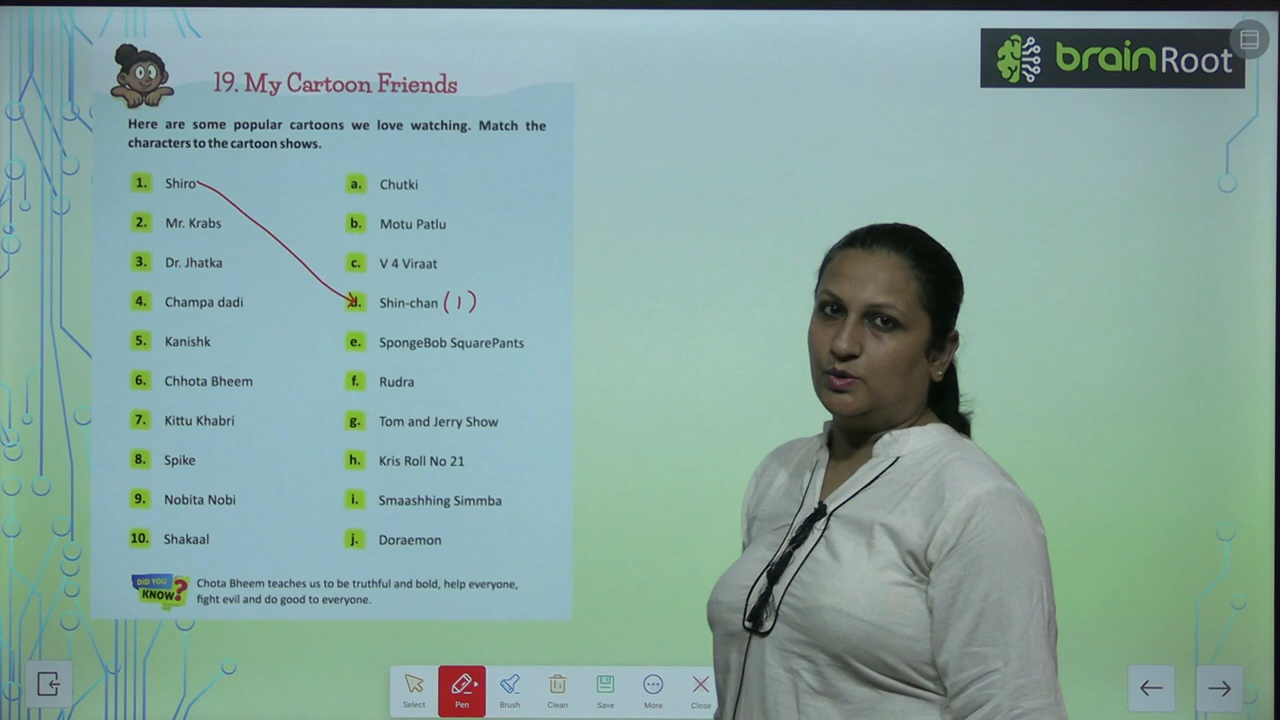 brainRoot
19. My Cartoon Friends
Here are some popular cartoons we love watching. Match the
characters to the cartoon shows.
1. Shiro a. Chutki
2. Mr. Krabs b. Motu Patlu
3. Dr. Jhatka c. V 4 Viraat
4. Champa dadi d. Shin-chan (1)
5. Kanishk e. SpongeBob SquarePants
6. Chhota Bheem f. Rudra
7. Kittu Khabri g. Tom and Jerry Show
8. Spike h. Kris Roll No 21
9. Nobita Nobi i. Smaashhing Simmba
10. Shakaal j. Doraemon
DID YOU KNOW? Chota Bheem teaches us to be truthful and bold, help everyone,
fight evil and do good to everyone.
Select Pen Brush Clean Save More Close